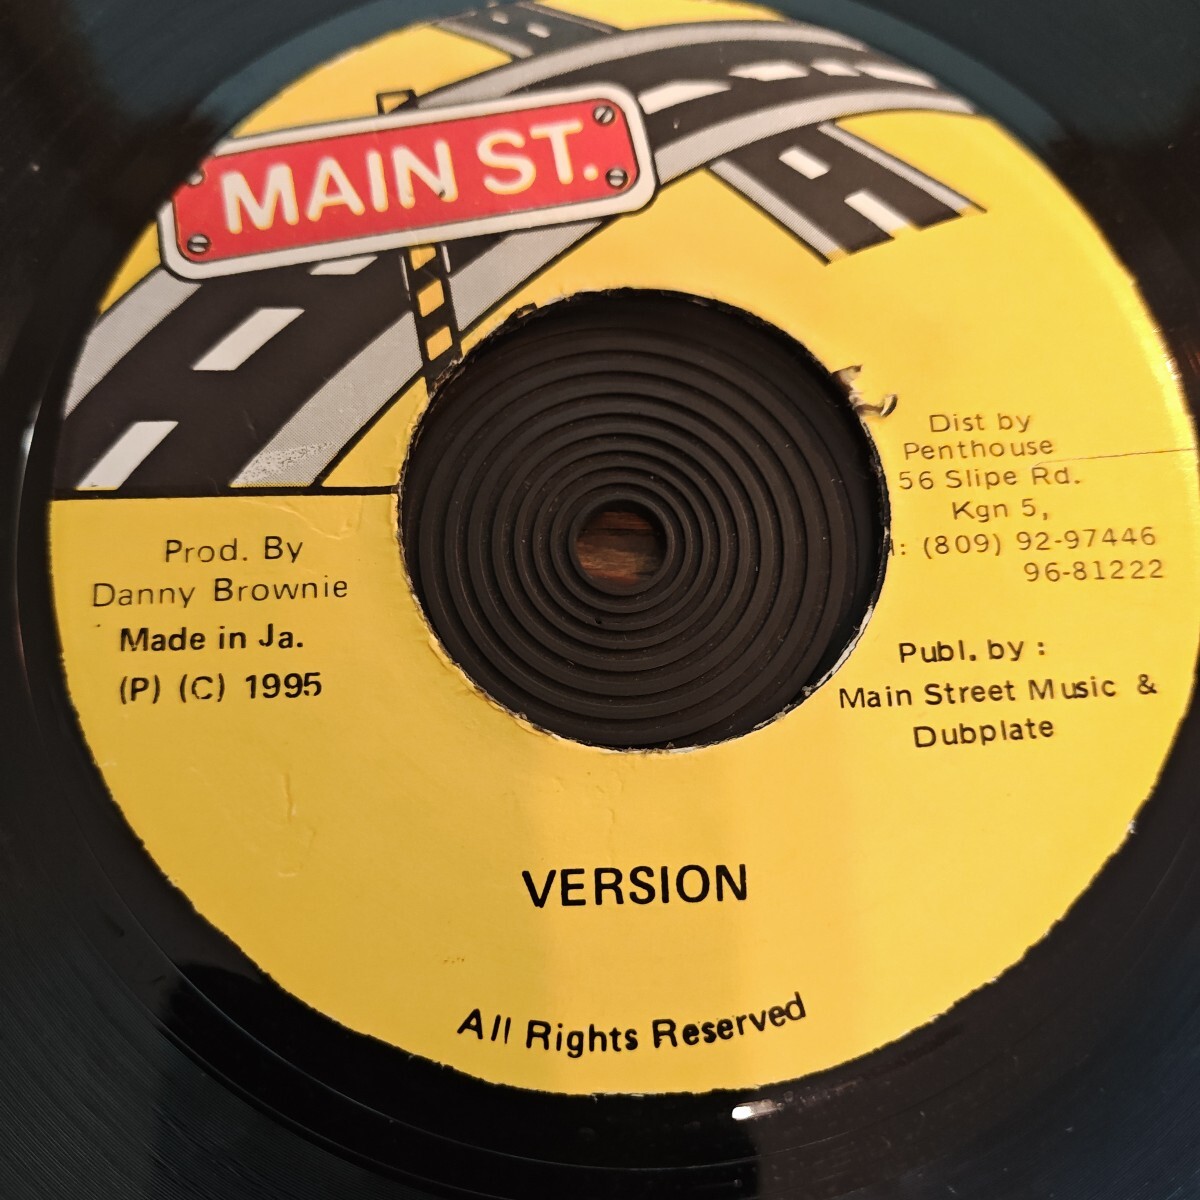 MAIN ST.
Prod. By
Danny Brownie
Made in Ja.
(P) (C) 1995
Dist by
Penthouse
56 Slipe Rd.
Kgn 5,
: (809) 92-97446
96-81222
Publ. by :
Main Street Music &
Dubplate
VERSION
All Rights Reserved